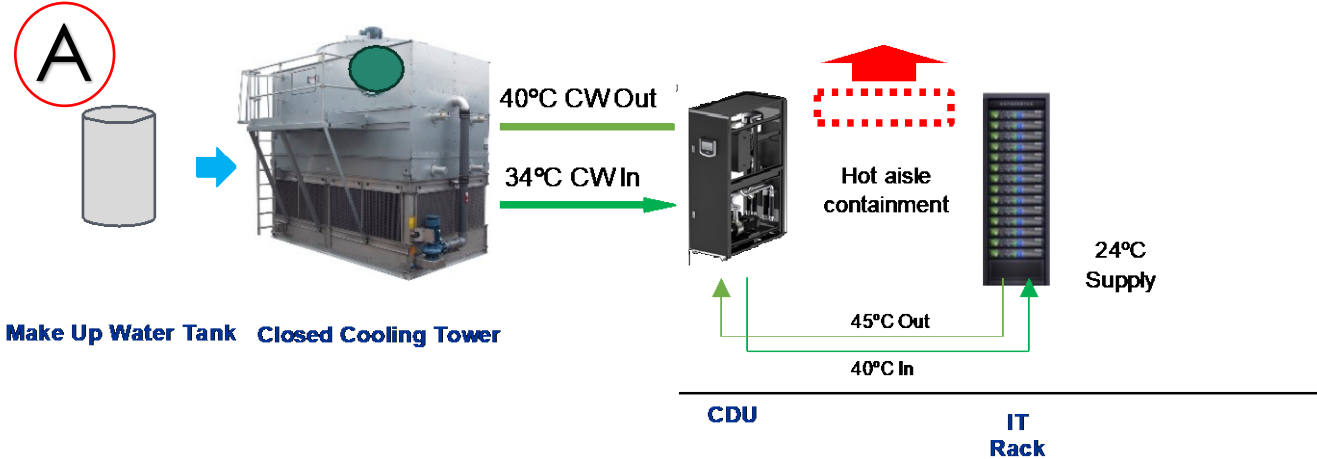 A
40ºC CW Out
34ºC CW In
Hot aisle
containment
24ºC
Supply
45ºC Out
40ºC In
Make Up Water Tank
Closed Cooling Tower
CDU
IT
Rack